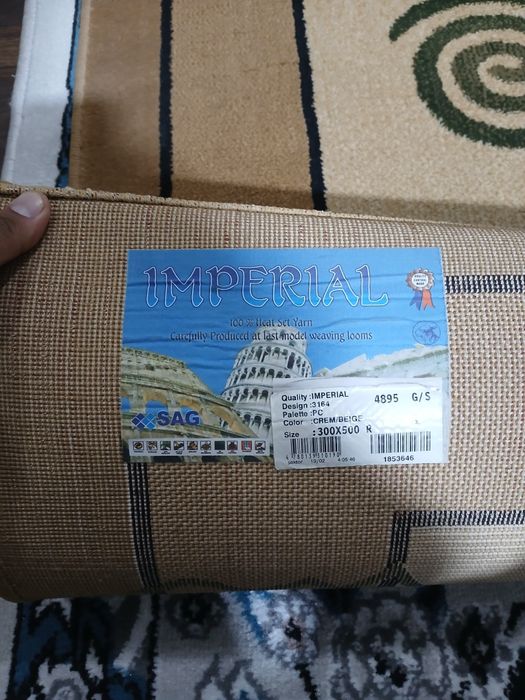 IMPERIAL
100 % Heat Set Yarn
Carefully Produced at last model weaving looms
SAG
Quality :IMPERIAL 4895 G/S
Design :3164
Palette :PC
Color :CREM/BEIGE
Size :300X500 R
1853646